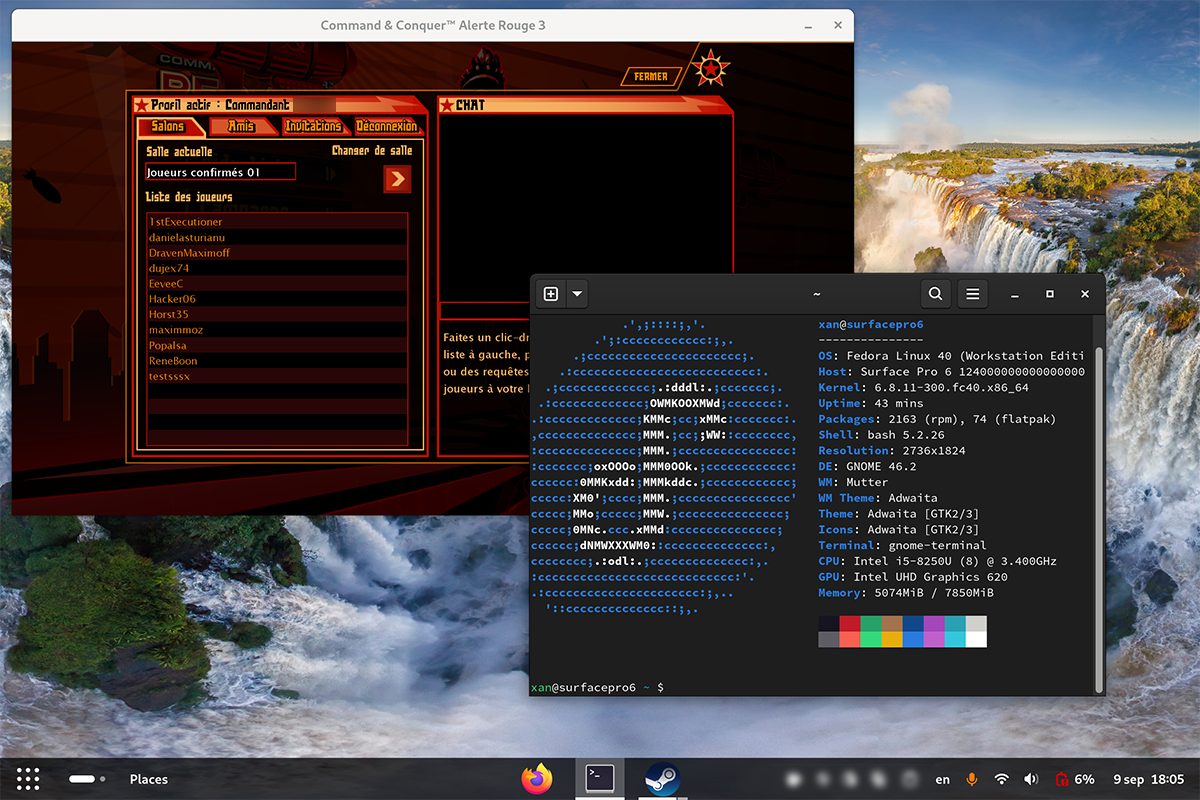 Command & Conquer™ Alerte Rouge 3
COMM
RE
FERMER
Profil actif : Commandant
CHAT
Salons
Amis
Invitations
Déconnexion
Salle actuelle
Changer de salle
Joueurs confirmés 01
Liste des joueurs
1stExecutioner
danielasturianu
DravenMaximoff
dujex74
EeveeC
Hacker06
Horst35
maximmoz
Popalsa
ReneBoon
testsssx
Faites un clic-dr
liste à gauche, p
ou des requêtes
joueurs à votre
~
xan@surfacepro6
---------------
OS: Fedora Linux 40 (Workstation Editi
Host: Surface Pro 6 124000000000000000
Kernel: 6.8.11-300.fc40.x86_64
Uptime: 43 mins
Packages: 2163 (rpm), 74 (flatpak)
Shell: bash 5.2.26
Resolution: 2736x1824
DE: GNOME 46.2
WM: Mutter
WM Theme: Adwaita
Theme: Adwaita [GTK2/3]
Icons: Adwaita [GTK2/3]
Terminal: gnome-terminal
CPU: Intel i5-8250U (8) @ 3.400GHz
GPU: Intel UHD Graphics 620
Memory: 5074MiB / 7850MiB
xan@surfacepro6 ~ $
Places
en
6%
9 sep 18:05